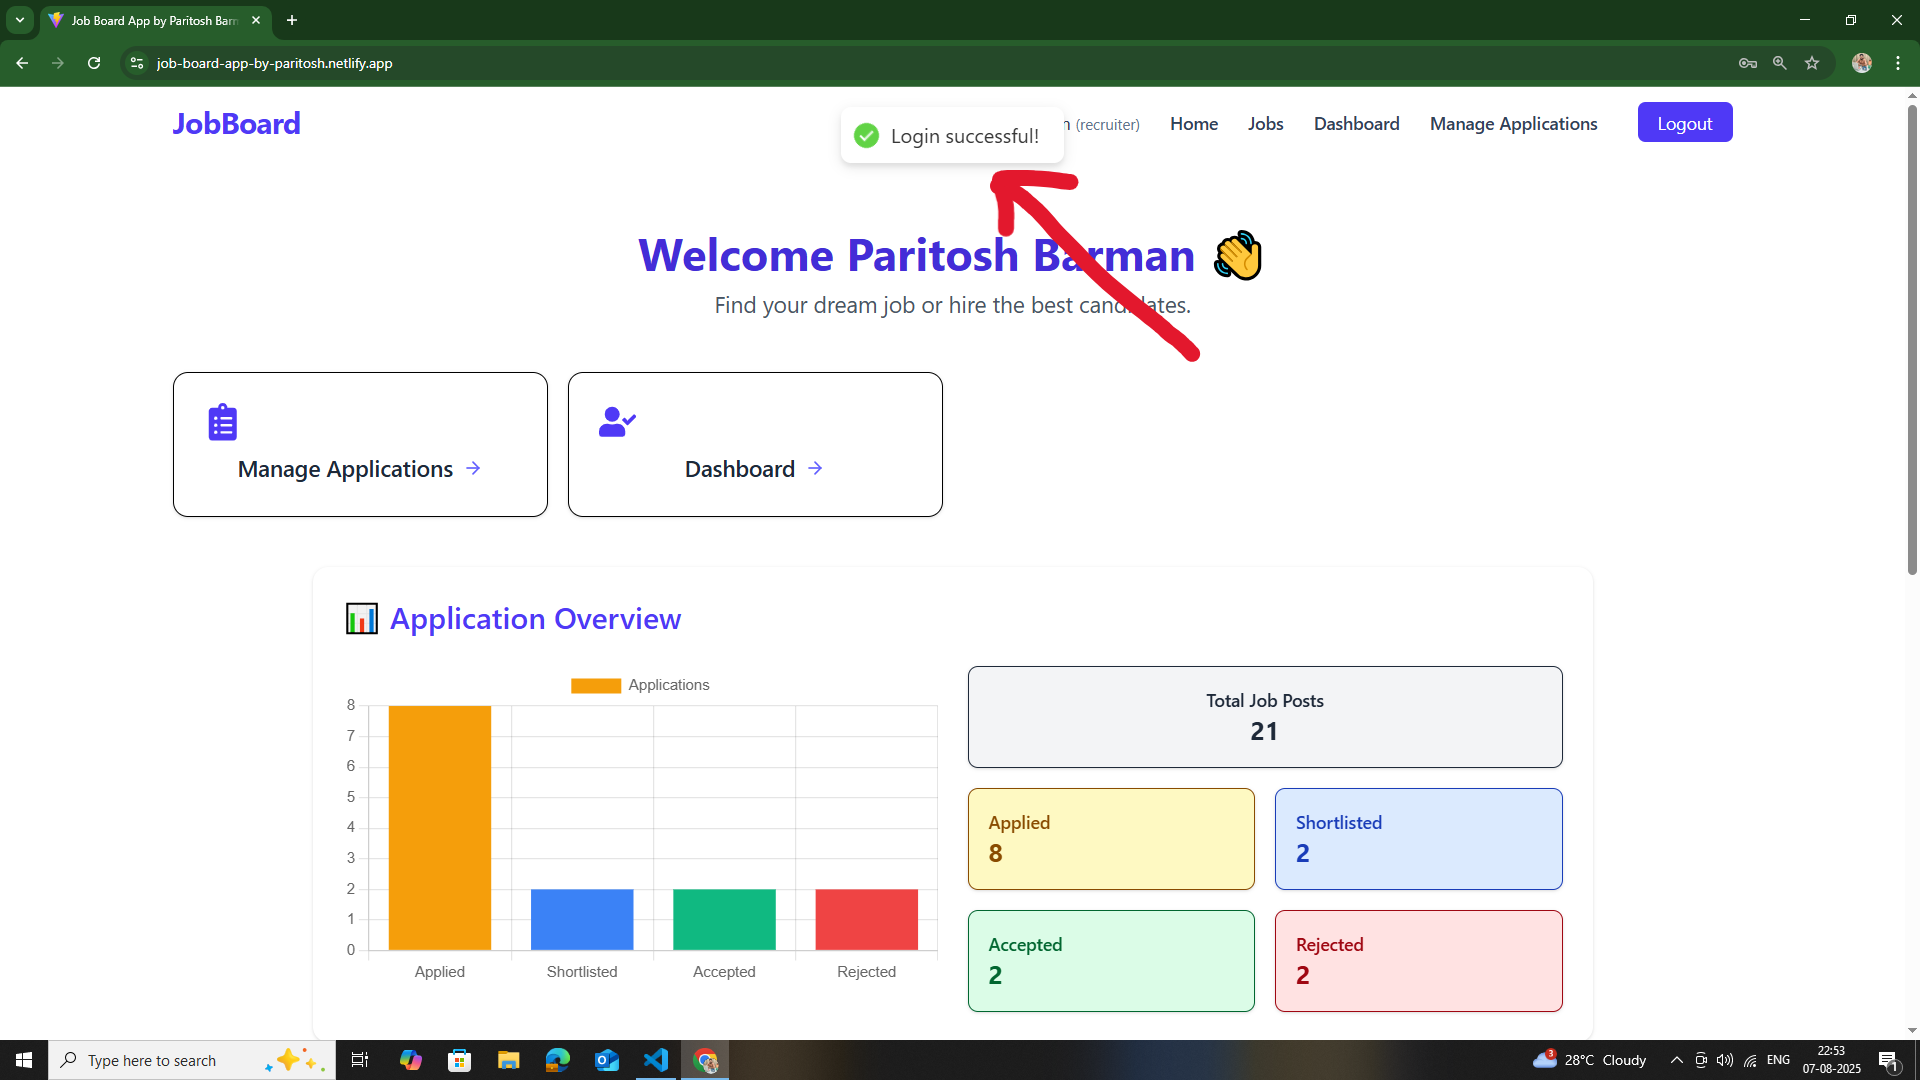 Job Board App by Paritosh Barn
job-board-app-by-paritosh.netlify.app
JobBoard
Login successful!
n (recruiter)
Home
Jobs
Dashboard
Manage Applications
Logout
Welcome Paritosh Barman 👋
Find your dream job or hire the best candidates.
Manage Applications →
Dashboard →
📊 Application Overview
Applications
8
7
6
5
4
3
2
1
0
Applied
Shortlisted
Accepted
Rejected
Total Job Posts
21
Applied
8
Shortlisted
2
Accepted
2
Rejected
2
Type here to search
3
28°C Cloudy
ENG
22:53
07-08-2025
1